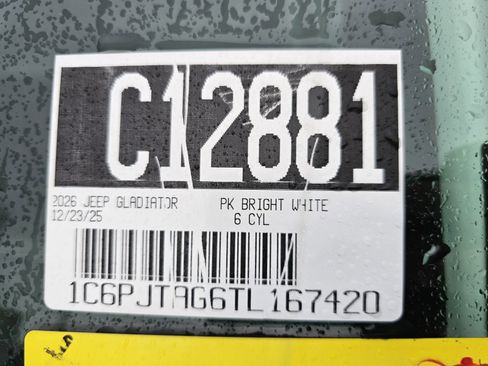 C12881
2026 JEEP GLADIATOR PK BRIGHT WHITE
12/23/25 6 CYL
1C6PJTAG6TL167420